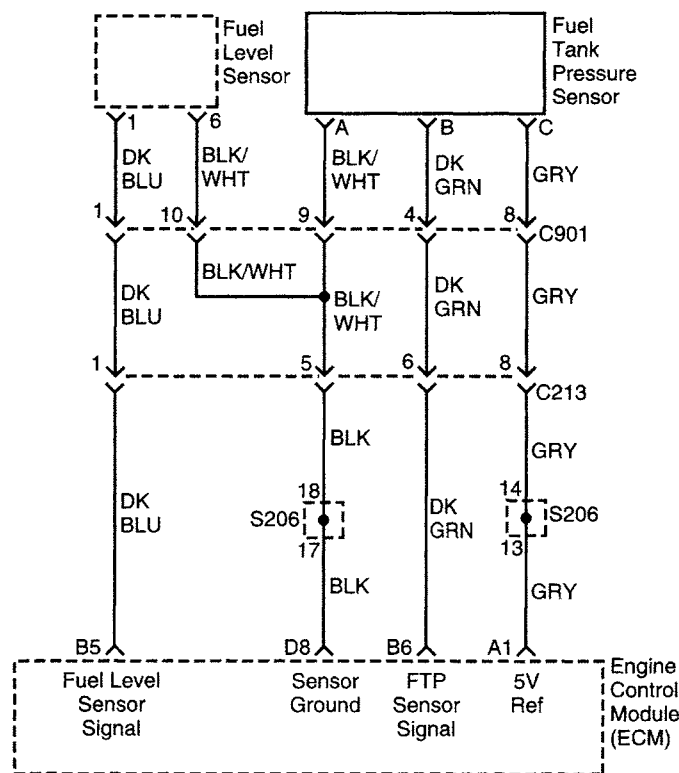 Fuel
Level
Sensor
Fuel
Tank
Pressure
Sensor
1 6 A B C
DK
BLU
BLK/
WHT
BLK/
WHT
DK
GRN
GRY
1 10 9 4 8
C901
BLK/WHT
DK
BLU
BLK/
WHT
DK
GRN
GRY
1 5 6 8
C213
BLK
GRY
18
14
DK
BLU
S206
DK
GRN
S206
17
13
BLK
GRY
B5 D8 B6 A1
Fuel Level
Sensor
Signal
Sensor
Ground
FTP
Sensor
Signal
5V
Ref
Engine
Control
Module
(ECM)